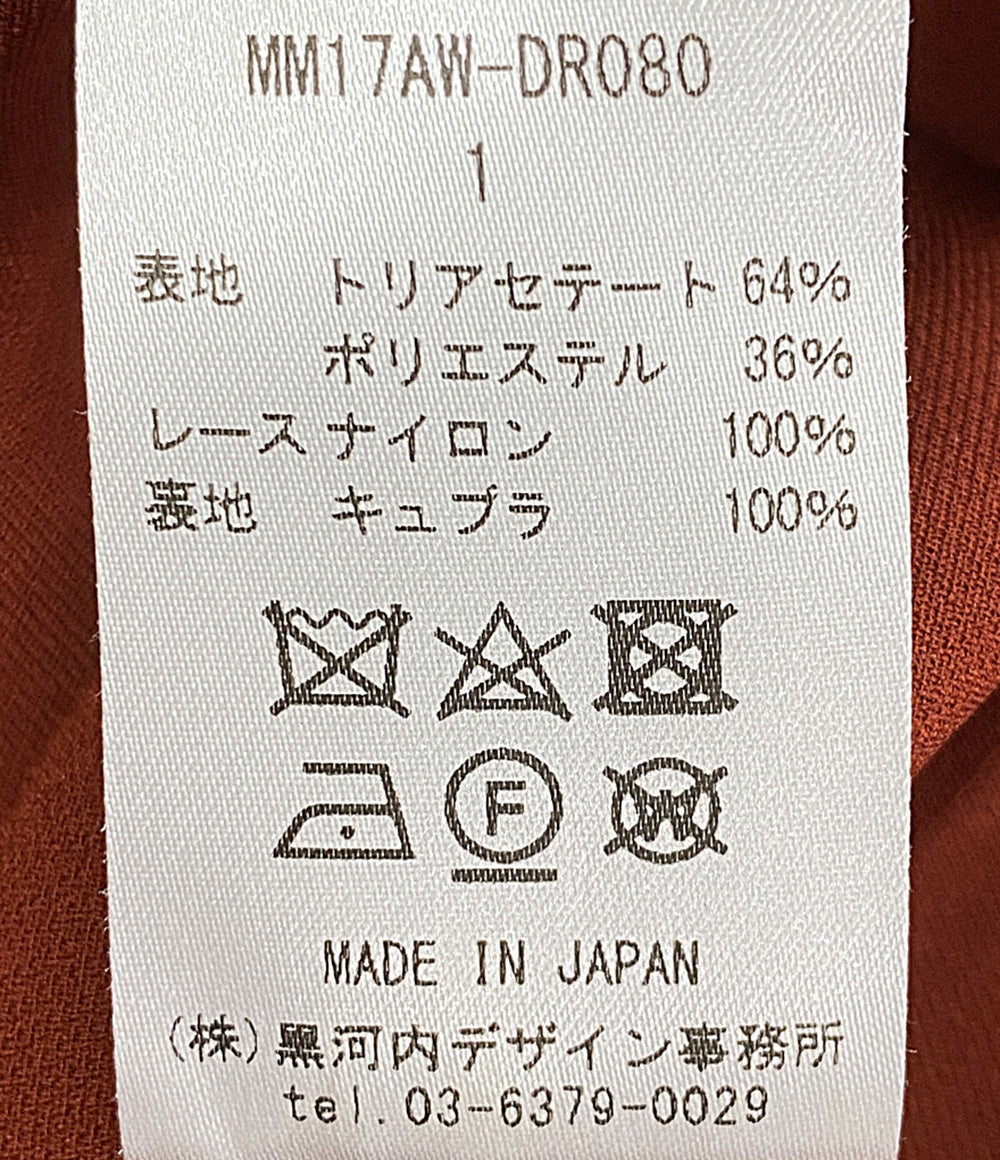 MM17AW-DR080
1
表地 トリアセテート 64%
ポリエステル 36%
レース ナイロン 100%
裏地 キュプラ 100%
F
W
MADE IN JAPAN
(株)黒河内デザイン事務所
tel.03-6379-0029